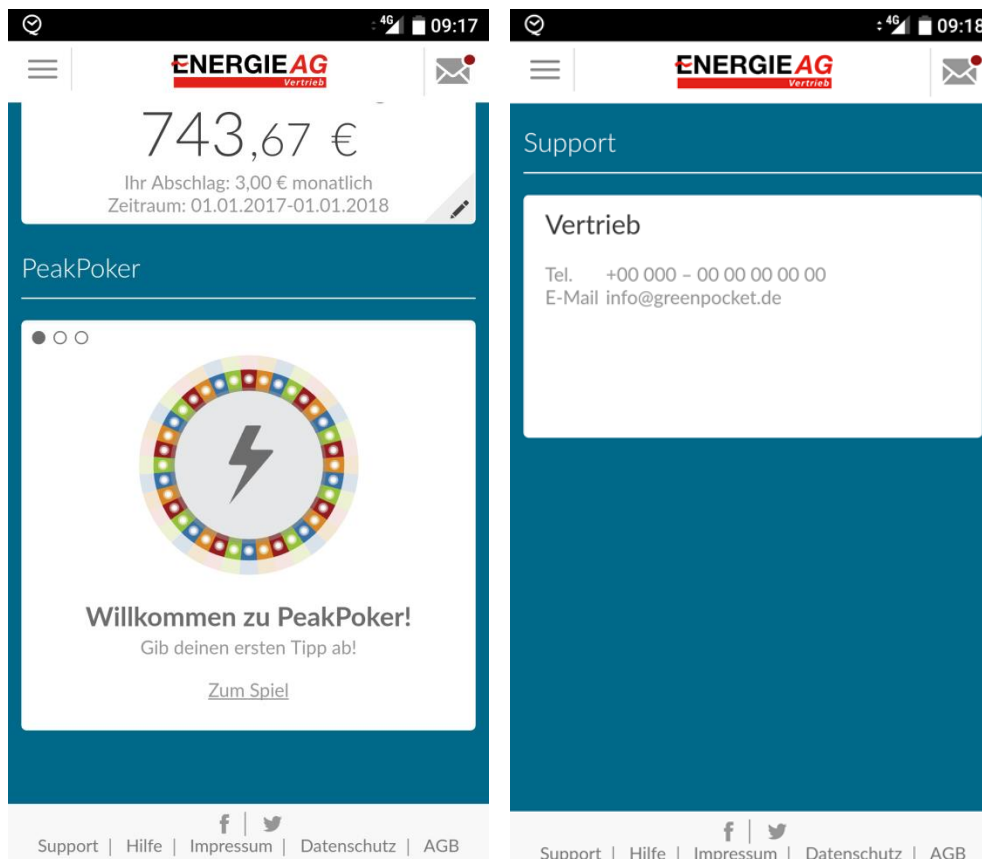 4G 09:17
ENERGIE AG
Vertrieb
743,67 €
Ihr Abschlag: 3,00 € monatlich
Zeitraum: 01.01.2017-01.01.2018
PeakPoker
Willkommen zu PeakPoker!
Gib deinen ersten Tipp ab!
Zum Spiel
Support | Hilfe | Impressum | Datenschutz | AGB
4G 09:18
ENERGIE AG
Vertrieb
Support
Vertrieb
Tel. +00 000 – 00 00 00 00 00
E-Mail info@greenpocket.de
Support | Hilfe | Impressum | Datenschutz | AGB